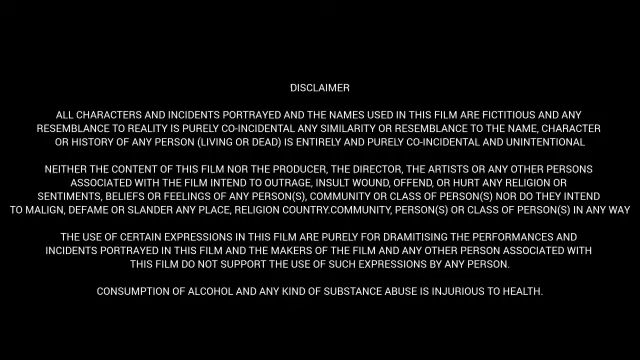 DISCLAIMER
ALL CHARACTERS AND INCIDENTS PORTRAYED AND THE NAMES USED IN THIS FILM ARE FICTITIOUS AND ANY
RESEMBLANCE TO REALITY IS PURELY CO-INCIDENTAL ANY SIMILARITY OR RESEMBLANCE TO THE NAME, CHARACTER
OR HISTORY OF ANY PERSON (LIVING OR DEAD) IS ENTIRELY AND PURELY CO-INCIDENTAL AND UNINTENTIONAL
NEITHER THE CONTENT OF THIS FILM NOR THE PRODUCER, THE DIRECTOR, THE ARTISTS OR ANY OTHER PERSONS
ASSOCIATED WITH THE FILM INTEND TO OUTRAGE, INSULT WOUND, OFFEND, OR HURT ANY RELIGION OR
SENTIMENTS, BELIEFS OR FEELINGS OF ANY PERSON(S), COMMUNITY OR CLASS OF PERSON(S) NOR DO THEY INTEND
TO MALIGN, DEFAME OR SLANDER ANY PLACE, RELIGION COUNTRY.COMMUNITY, PERSON(S) OR CLASS OF PERSON(S) IN ANY WAY
THE USE OF CERTAIN EXPRESSIONS IN THIS FILM ARE PURELY FOR DRAMITISING THE PERFORMANCES AND
INCIDENTS PORTRAYED IN THIS FILM AND THE MAKERS OF THE FILM AND ANY OTHER PERSON ASSOCIATED WITH
THIS FILM DO NOT SUPPORT THE USE OF SUCH EXPRESSIONS BY ANY PERSON.
CONSUMPTION OF ALCOHOL AND ANY KIND OF SUBSTANCE ABUSE IS INJURIOUS TO HEALTH.